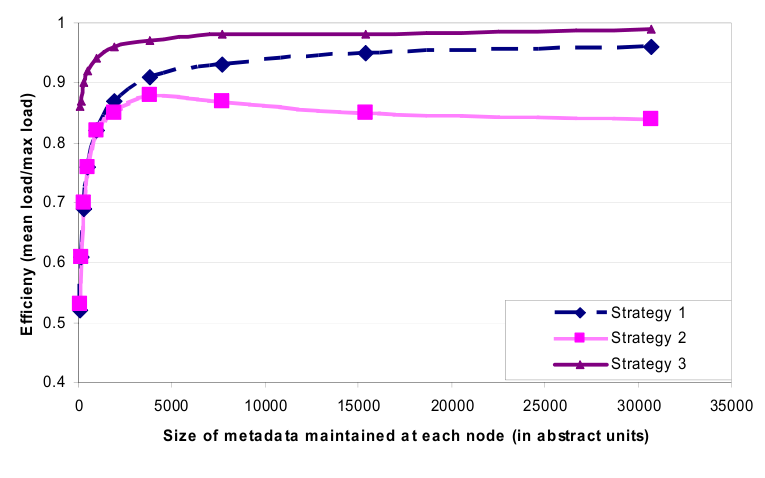 1
0.9
0.8
0.7
0.6
0.5
0.4
Efficieny (mean load/max load)
Strategy 1
Strategy 2
Strategy 3
0 5000 10000 15000 20000 25000 30000 35000
Size of metadata maintained at each node (in abstract units)